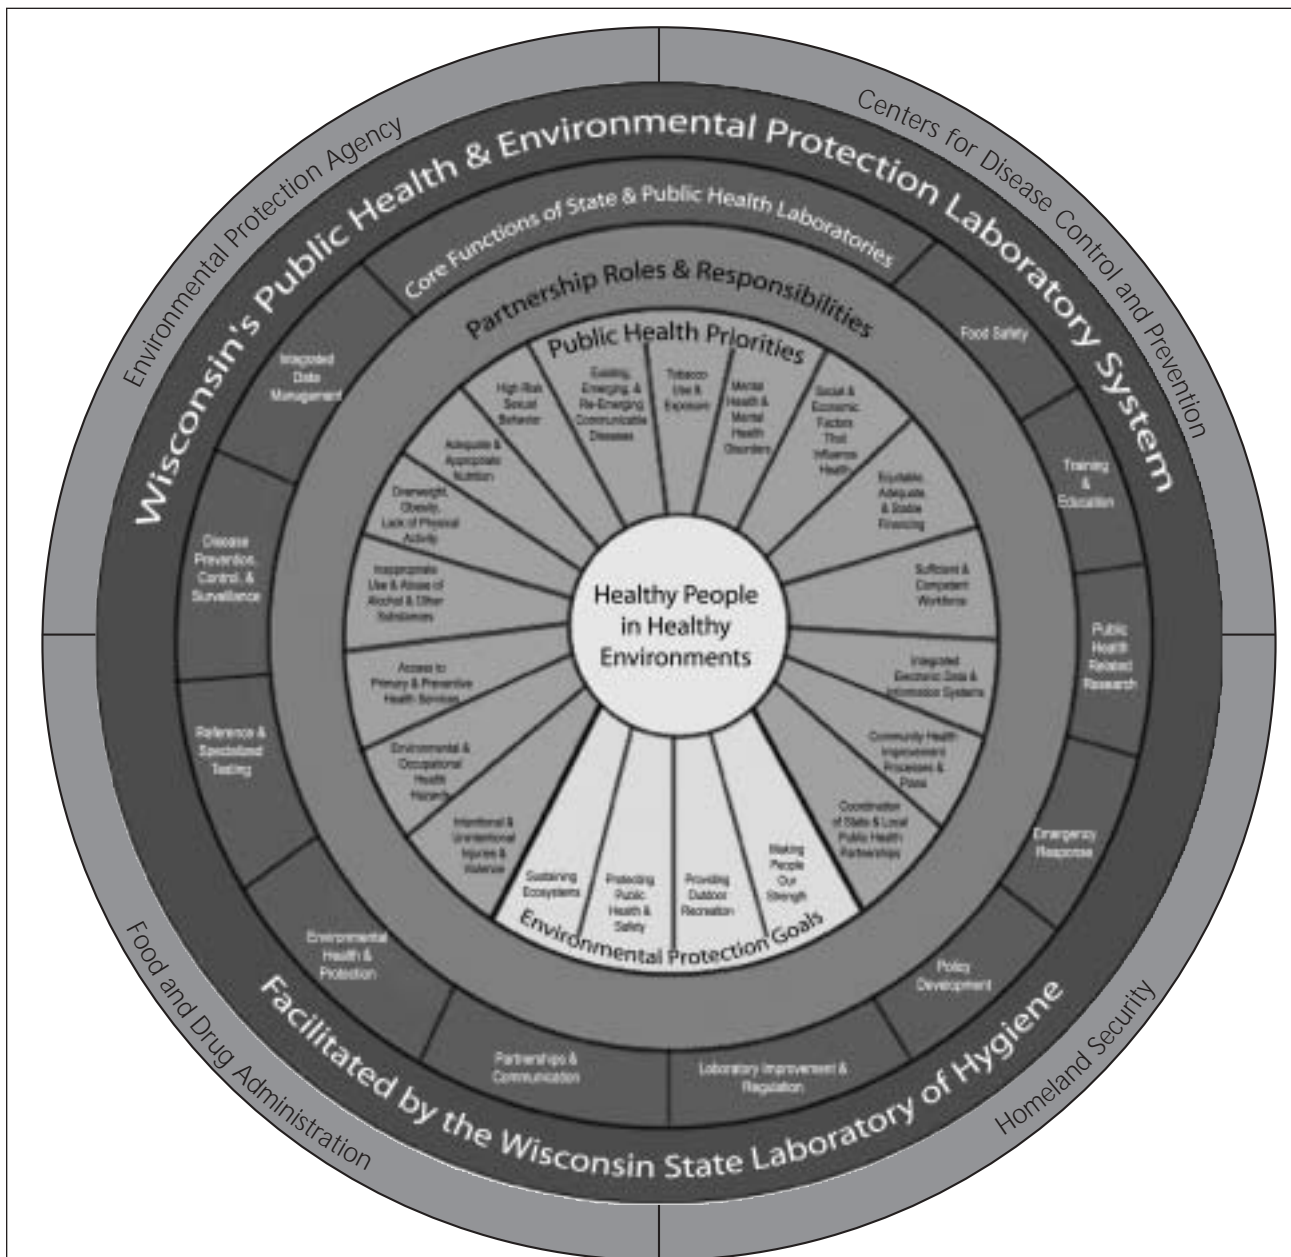 Environmental Protection Agency
Centers for Disease Control and Prevention
Food and Drug Administration
Homeland Security
Wisconsin's Public Health & Environmental Protection Laboratory System
Facilitated by the Wisconsin State Laboratory of Hygiene
Core Functions of State & Public Health Laboratories
Food Safety
Training
&
Education
Public
Health
Related
Research
Emergency
Response
Policy
Development
Laboratory Improvement &
Regulation
Partnerships &
Communication
Environmental
Health &
Protection
Reference &
Specialized
Testing
Disease
Prevention,
Control, &
Surveillance
Integrated
Data
Management
Partnership Roles & Responsibilities
Public Health Priorities
High Risk
Sexual
Behavior
Existing,
Emerging, &
Re-Emerging
Communicable
Diseases
Tobacco
Use &
Exposure
Mental
Health &
Mental
Health
Disorders
Social &
Economic
Factors
That
Influence
Health
Equitable,
Adequate,
& Stable
Financing
Sufficient &
Competent
Workforce
Integrated
Electronic Data &
Information Systems
Community Health
Improvement
Processes &
Plans
Coordination
of State & Local
Public Health
Partnerships
Making
People
Our
Strength
Providing
Outdoor
Recreation
Protecting
Public
Health &
Safety
Sustaining
Ecosystems
Environmental Protection Goals
Intentional &
Unintentional
Injuries &
Violence
Environmental &
Occupational
Health
Hazards
Access to
Primary & Preventive
Health Services
Inappropriate
Use & Abuse of
Alcohol & Other
Substances
Overweight,
Obesity,
Lack of Physical
Activity
Adequate &
Appropriate
Nutrition
Healthy People
in Healthy
Environments